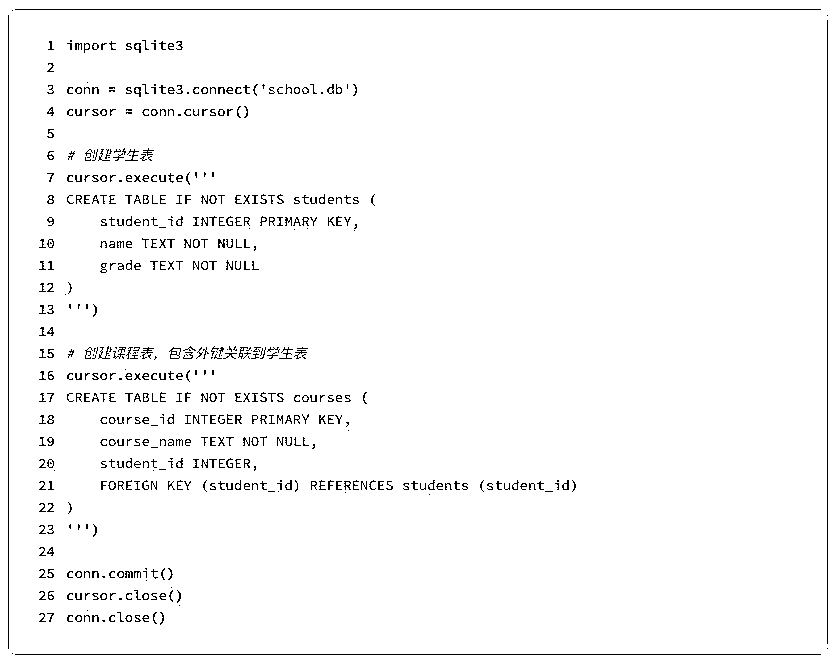 1 import sqlite3
2
3 conn = sqlite3.connect('school.db')
4 cursor = conn.cursor()
5
6 # 创建学生表
7 cursor.execute('''
8 CREATE TABLE IF NOT EXISTS students (
9     student_id INTEGER PRIMARY KEY,
10     name TEXT NOT NULL,
11     grade TEXT NOT NULL
12 )
13 ''')
14
15 # 创建课程表，包含外键关联到学生表
16 cursor.execute('''
17 CREATE TABLE IF NOT EXISTS courses (
18     course_id INTEGER PRIMARY KEY,
19     course_name TEXT NOT NULL,
20     student_id INTEGER,
21     FOREIGN KEY (student_id) REFERENCES students (student_id)
22 )
23 ''')
24
25 conn.commit()
26 cursor.close()
27 conn.close()